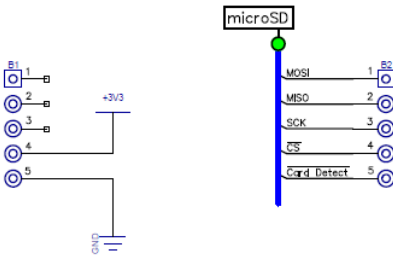 microSD
B1
1
2
3
4
5
+3V3
GND
B2
MOSI 1
MISO 2
SCK 3
CS 4
Card Detect 5